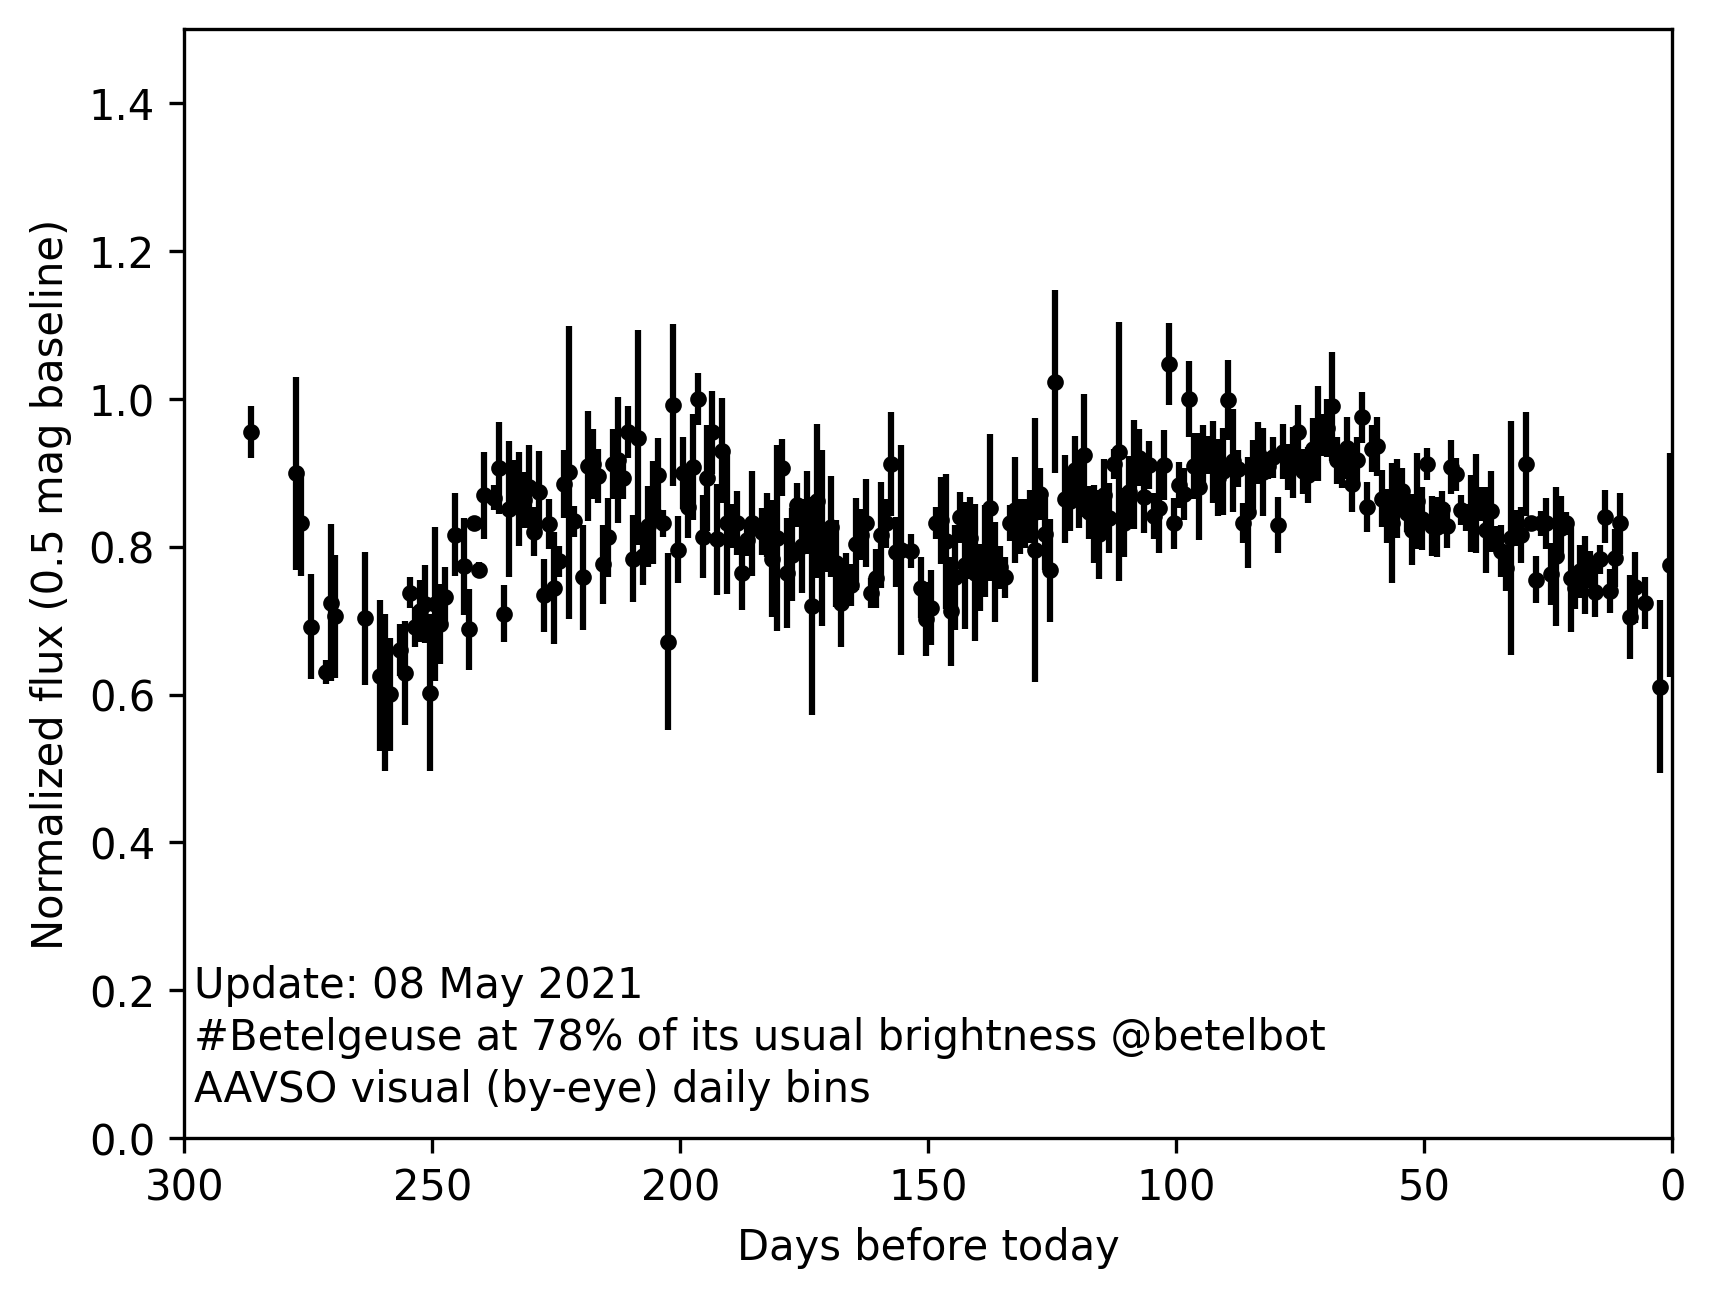 1.4
1.2
1.0
0.8
0.6
0.4
0.2
0.0
Normalized flux (0.5 mag baseline)
Update: 08 May 2021
#Betelgeuse at 78% of its usual brightness @betelbot
AAVSO visual (by-eye) daily bins
300 250 200 150 100 50 0
Days before today